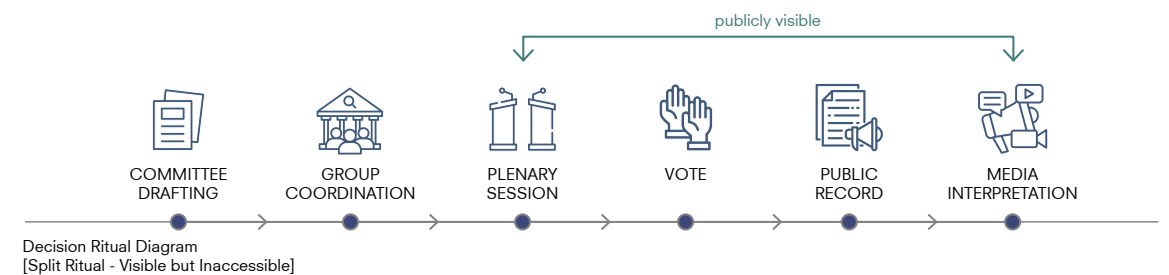 publicly visible
COMMITTEE
DRAFTING
GROUP
COORDINATION
PLENARY
SESSION
VOTE
PUBLIC
RECORD
MEDIA
INTERPRETATION
Decision Ritual Diagram
[Split Ritual - Visible but Inaccessible]